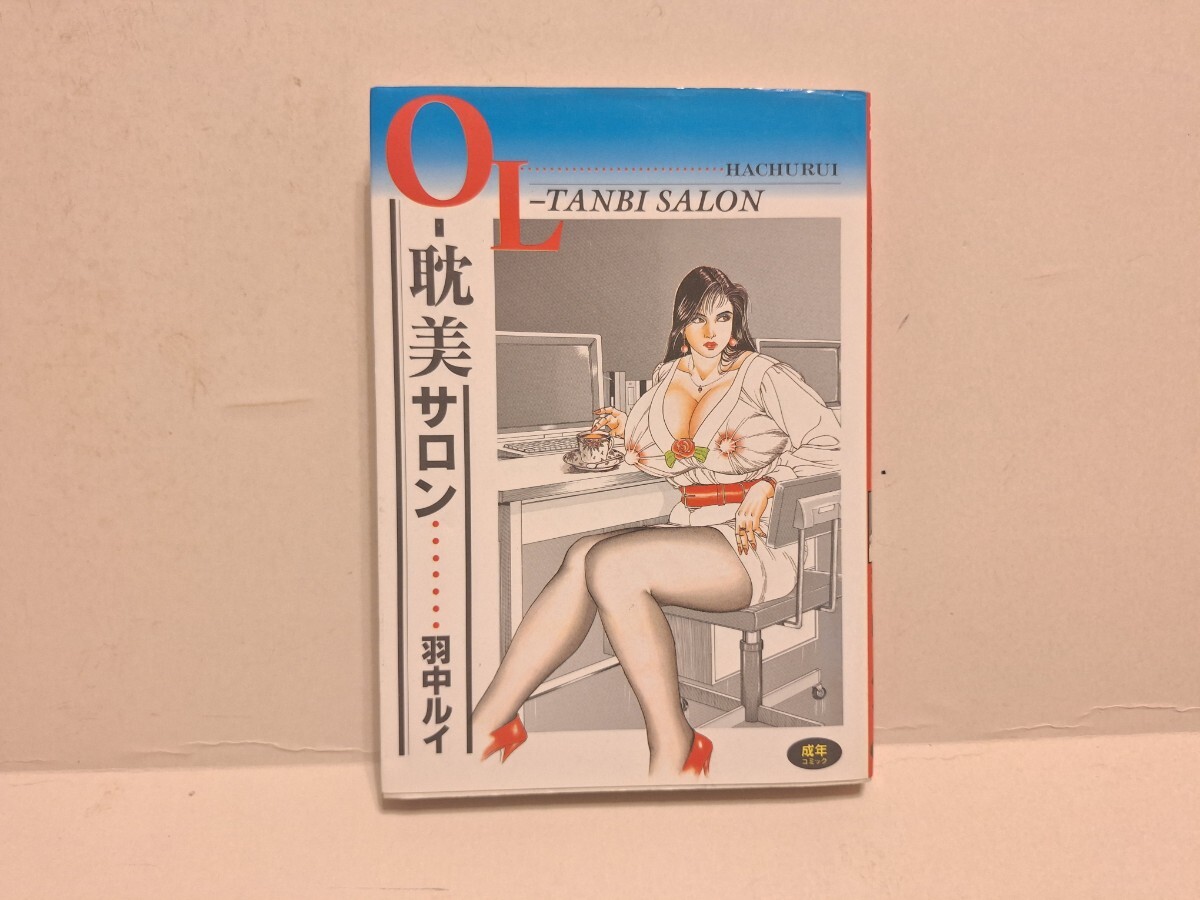 OL
HACHURUI
–TANBI SALON
-耽美サロン
羽中ルイ
成年
コミック